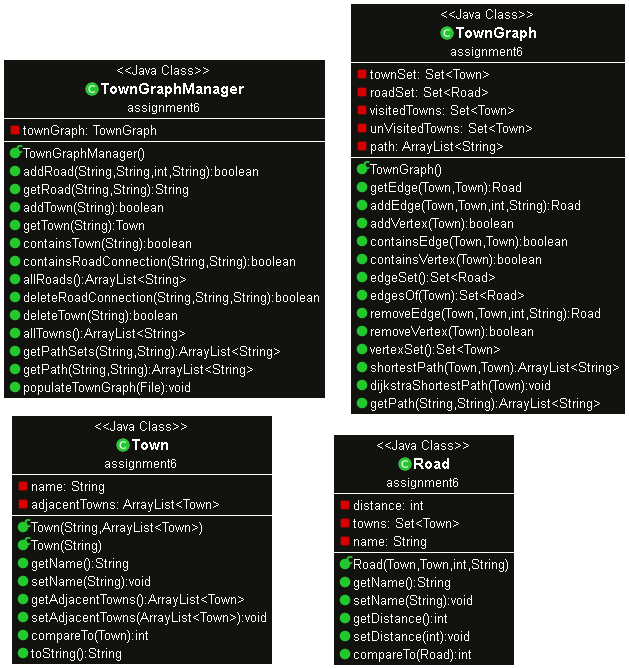 <<Java Class>>
TownGraphManager
assignment6
townGraph: TownGraph
TownGraphManager()
addRoad(String,String,int,String):boolean
getRoad(String,String):String
addTown(String):boolean
getTown(String):Town
containsTown(String):boolean
containsRoadConnection(String,String):boolean
allRoads():ArrayList<String>
deleteRoadConnection(String,String,String):boolean
deleteTown(String):boolean
allTowns():ArrayList<String>
getPathSets(String,String):ArrayList<String>
getPath(String,String):ArrayList<String>
populateTownGraph(File):void
<<Java Class>>
TownGraph
assignment6
townSet: Set<Town>
roadSet: Set<Road>
visitedTowns: Set<Town>
unVisitedTowns: Set<Town>
path: ArrayList<String>
TownGraph()
getEdge(Town,Town):Road
addEdge(Town,Town,int,String):Road
addVertex(Town):boolean
containsEdge(Town,Town):boolean
containsVertex(Town):boolean
edgeSet():Set<Road>
edgesOf(Town):Set<Road>
removeEdge(Town,Town,int,String):Road
removeVertex(Town):boolean
vertexSet():Set<Town>
shortestPath(Town,Town):ArrayList<String>
dijkstraShortestPath(Town):void
getPath(String,String):ArrayList<String>
<<Java Class>>
Town
assignment6
name: String
adjacentTowns: ArrayList<Town>
Town(String,ArrayList<Town>)
Town(String)
getName():String
setName(String):void
getAdjacentTowns():ArrayList<Town>
setAdjacentTowns(ArrayList<Town>):void
compareTo(Town):int
toString():String
<<Java Class>>
Road
assignment6
distance: int
towns: Set<Town>
name: String
Road(Town,Town,int,String)
getName():String
setName(String):void
getDistance():int
setDistance(int):void
compareTo(Road):int